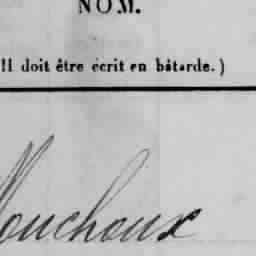 NOM.
Il doit être écrit en bâtarde.)
Mouchoux